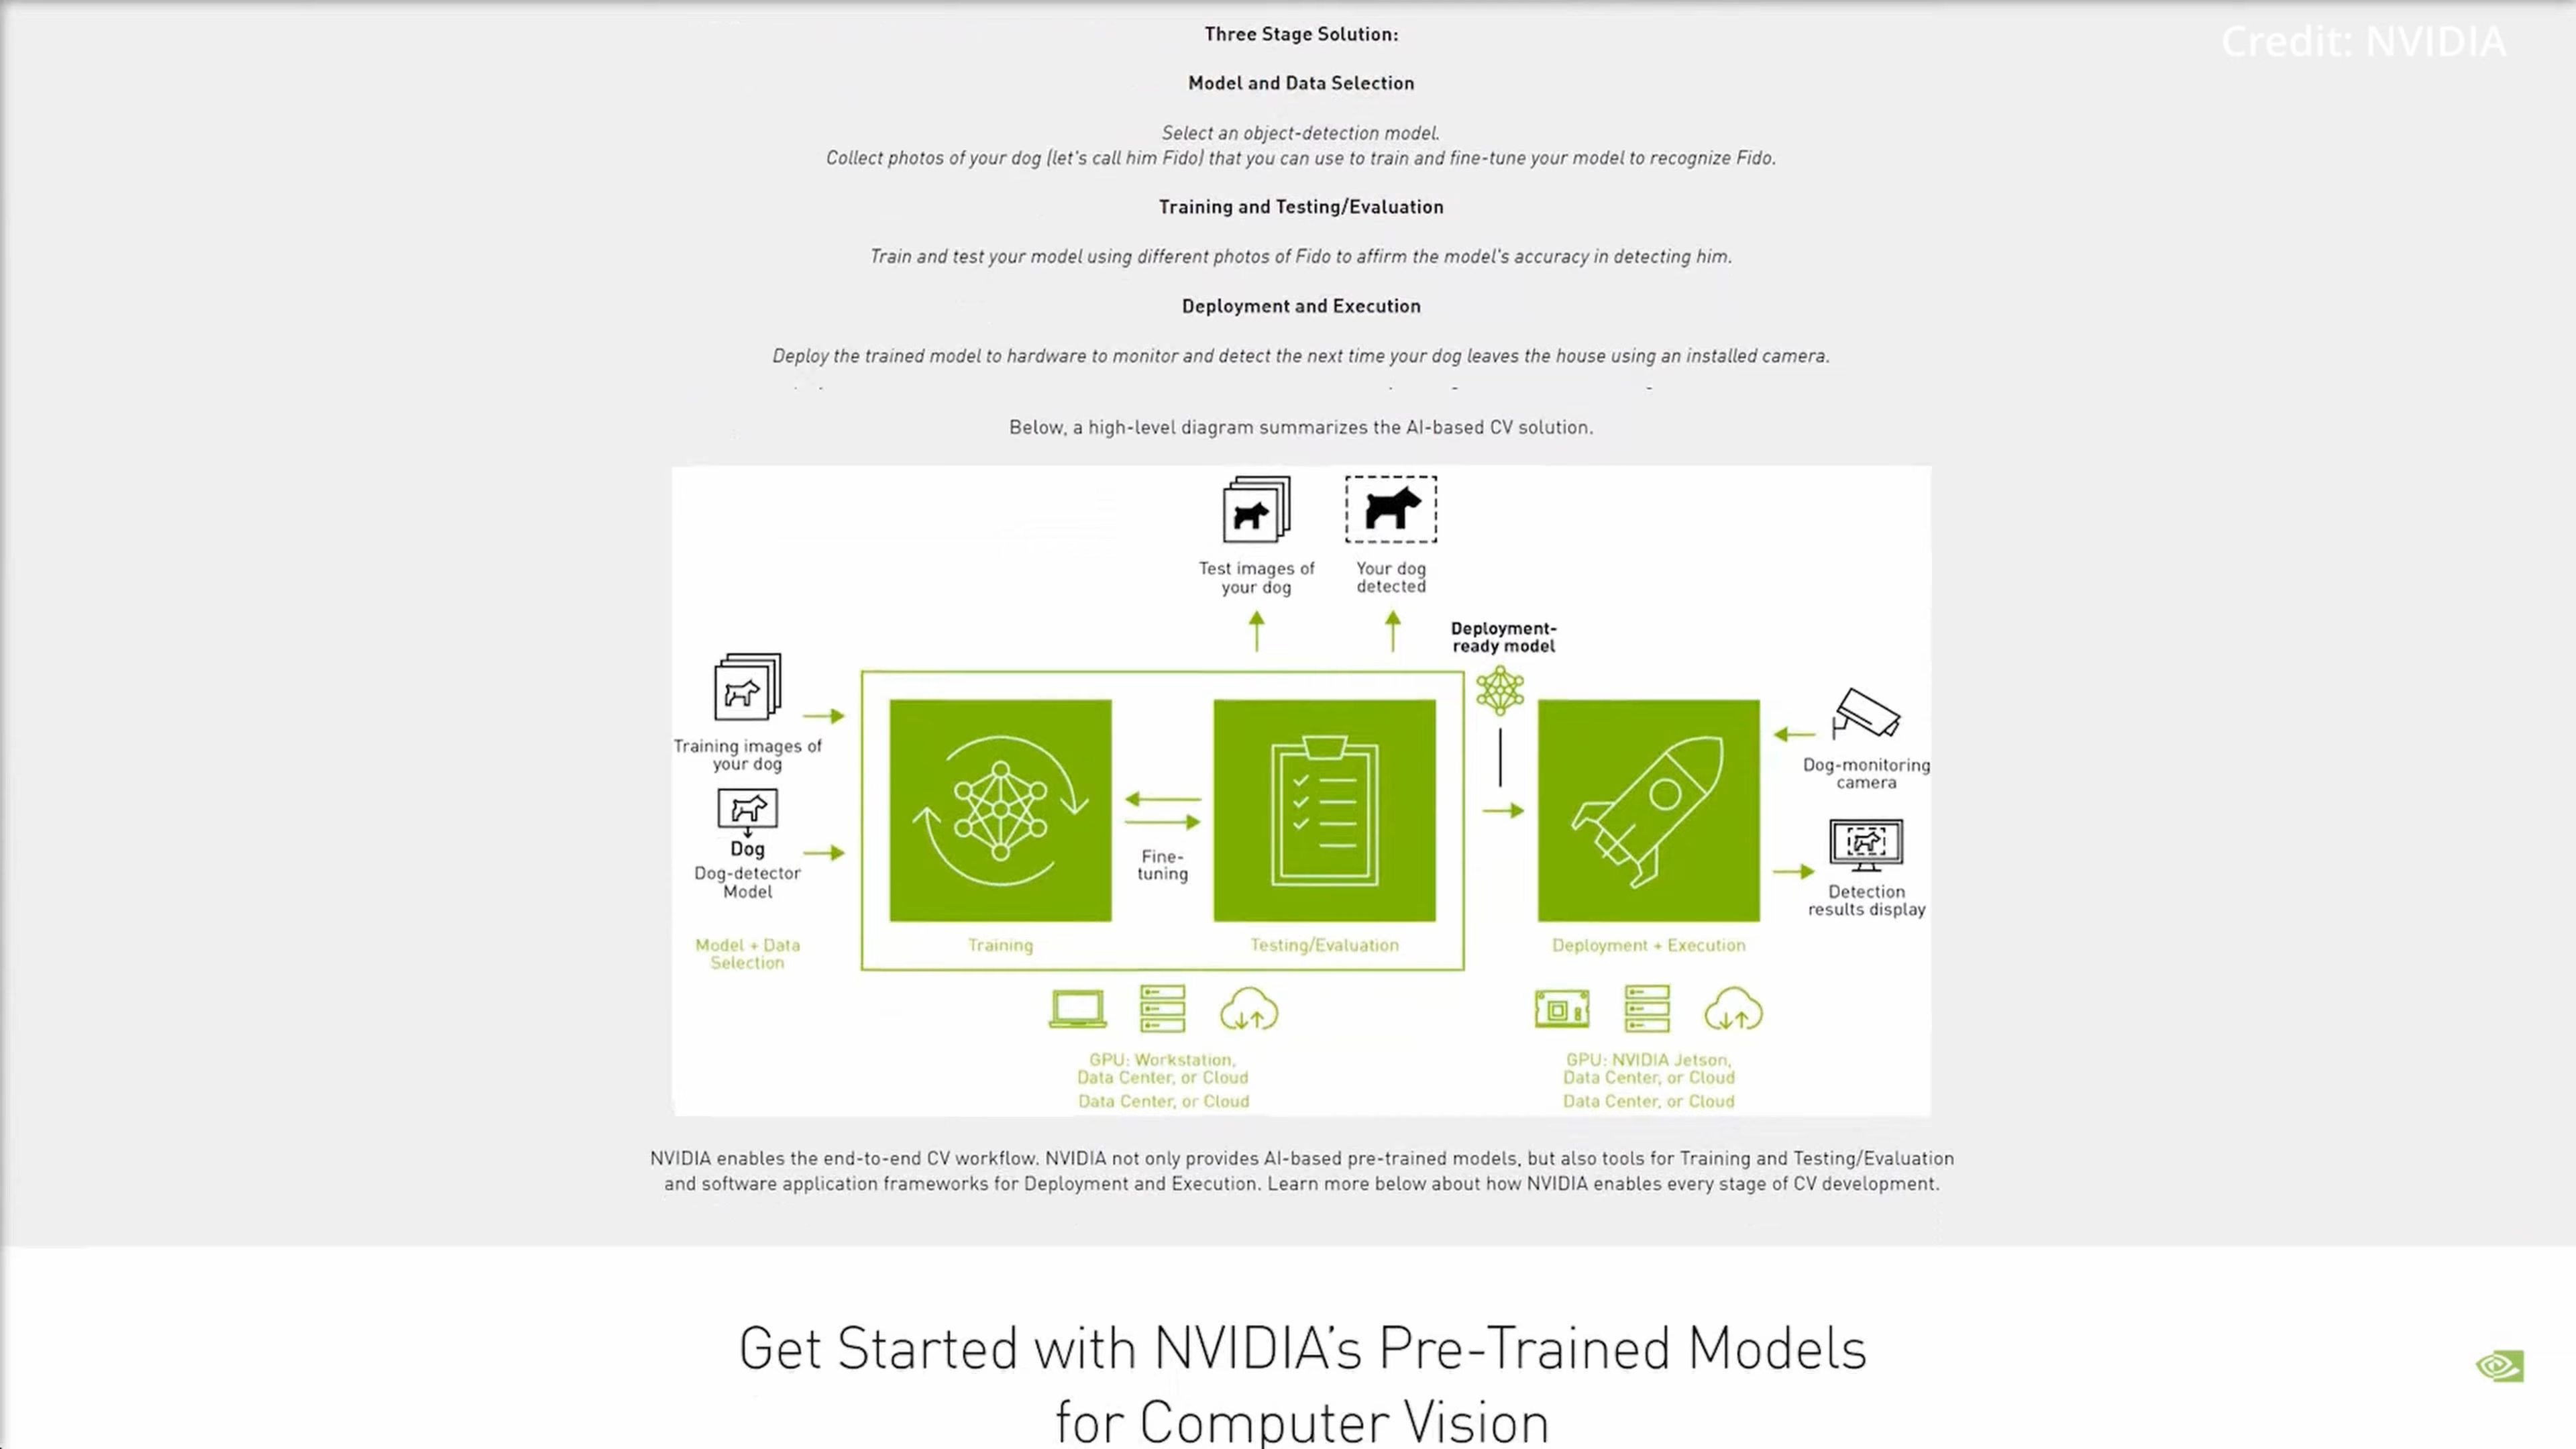 Credit: NVIDIA
Three Stage Solution:
Model and Data Selection
Select an object-detection model.
Collect photos of your dog (let's call him Fido) that you can use to train and fine-tune your model to recognize Fido.
Training and Testing/Evaluation
Train and test your model using different photos of Fido to affirm the model's accuracy in detecting him.
Deployment and Execution
Deploy the trained model to hardware to monitor and detect the next time your dog leaves the house using an installed camera.
Below, a high-level diagram summarizes the AI-based CV solution.
Test images of
your dog
Your dog
detected
Deployment-
ready model
Training images of
your dog
Dog
Dog-detector
Model
Model + Data
Selection
Training
Fine-
tuning
Testing/Evaluation
Deployment + Execution
Dog-monitoring
camera
Detection
results display
GPU: Workstation,
Data Center, or Cloud
Data Center, or Cloud
GPU: NVIDIA Jetson,
Data Center, or Cloud
Data Center, or Cloud
NVIDIA enables the end-to-end CV workflow. NVIDIA not only provides AI-based pre-trained models, but also tools for Training and Testing/Evaluation
and software application frameworks for Deployment and Execution. Learn more below about how NVIDIA enables every stage of CV development.
Get Started with NVIDIA's Pre-Trained Models
for Computer Vision